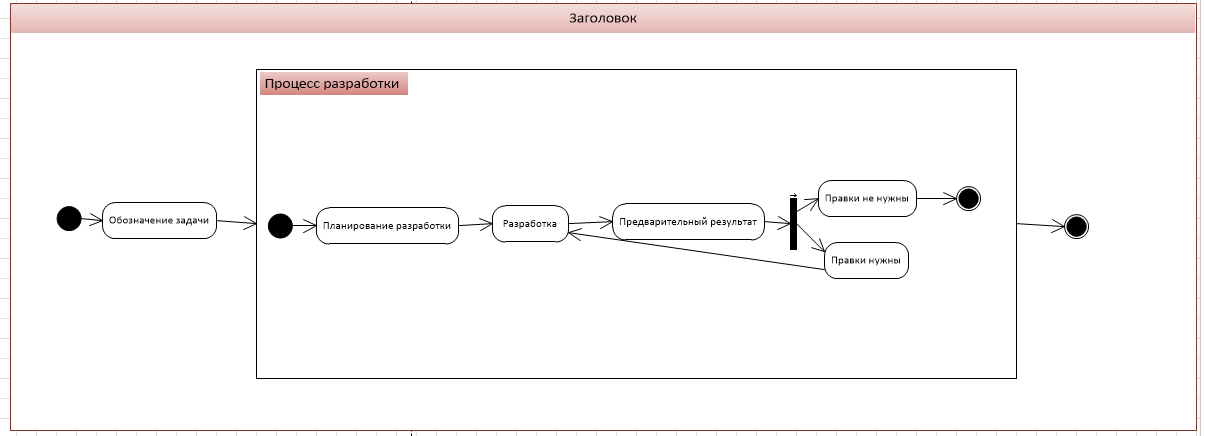 Заголовок
Процесс разработки
Обозначение задачи
Планирование разработки
Разработка
Предварительный результат
Правки не нужны
Правки нужны